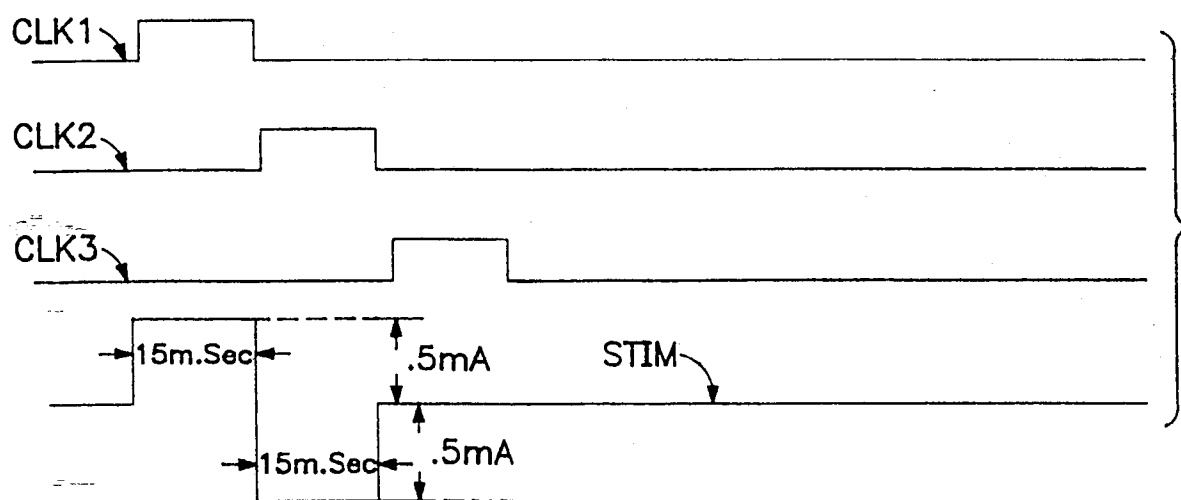 CLK1
CLK2
CLK3
15m.Sec
.5mA
STIM
15m.Sec
.5mA